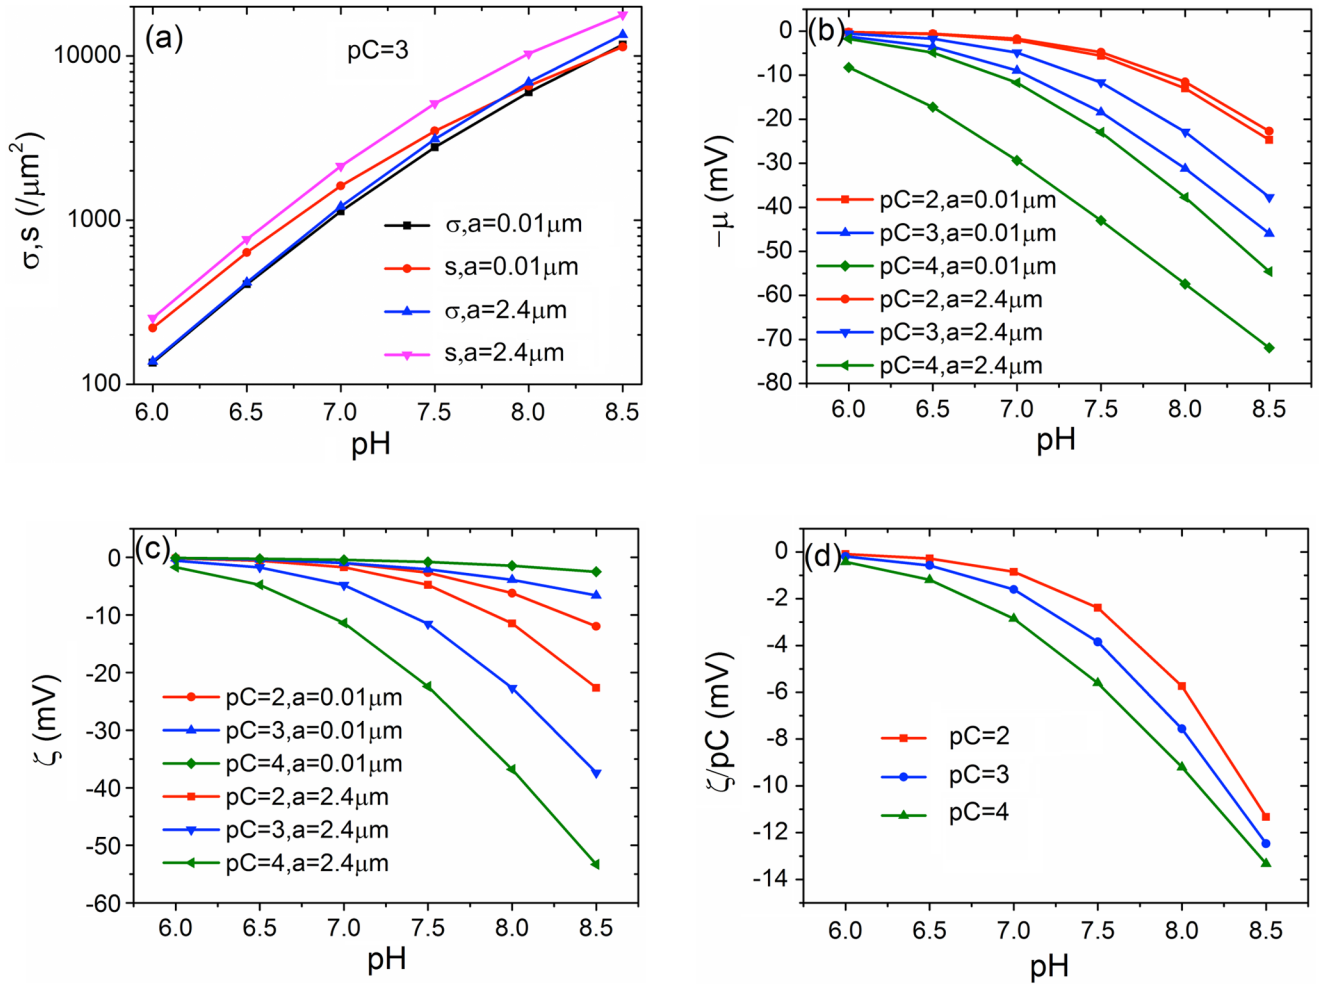 (a)
pC=3
10000
1000
100
σ,s (/μm²)
σ,a=0.01μm
s,a=0.01μm
σ,a=2.4μm
s,a=2.4μm
6.0 6.5 7.0 7.5 8.0 8.5
pH
(b)
0
-10
-20
-30
-40
-50
-60
-70
-80
−μ (mV)
pC=2,a=0.01μm
pC=3,a=0.01μm
pC=4,a=0.01μm
pC=2,a=2.4μm
pC=3,a=2.4μm
pC=4,a=2.4μm
6.0 6.5 7.0 7.5 8.0 8.5
pH
(c)
0
-10
-20
-30
-40
-50
-60
ζ (mV)
pC=2,a=0.01μm
pC=3,a=0.01μm
pC=4,a=0.01μm
pC=2,a=2.4μm
pC=3,a=2.4μm
pC=4,a=2.4μm
6.0 6.5 7.0 7.5 8.0 8.5
pH
(d)
0
-2
-4
-6
-8
-10
-12
-14
ζ/pC (mV)
pC=2
pC=3
pC=4
6.0 6.5 7.0 7.5 8.0 8.5
pH